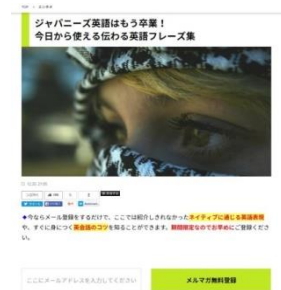 ジャパニーズ英語はもう卒業！
今日から使える伝わる英語フレーズ集
◆今ならメール登録をするだけで、ここでは紹介しきれなかったネイティブに通じる英語表現
や、すぐに身につく英会話のコツを知ることができます。期間限定なのでお早めにご登録くださ
い。
ここにメールアドレスを入力してください
メルマガ無料登録